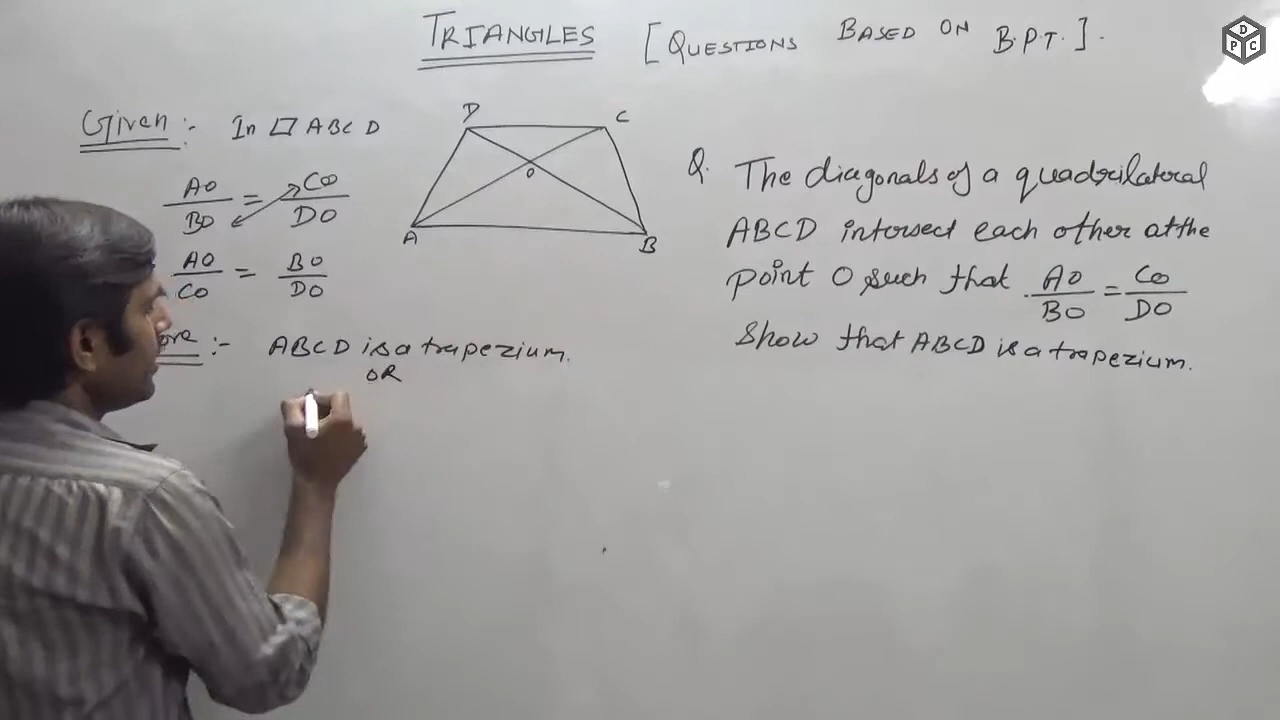 TRIANGLES [QUESTIONS BASED ON B.P.T.].
Given :- In ▱ ABCD
AO/BO = CO/DO
AO/CO = BO/DO
:- ABCD is a trapezium.
OR
D C
O
A B
Q. The diagonals of a quadrilateral
ABCD intersect each other at the
point O such that AO/BO = CO/DO
Show that ABCD is a trapezium.
D
P C